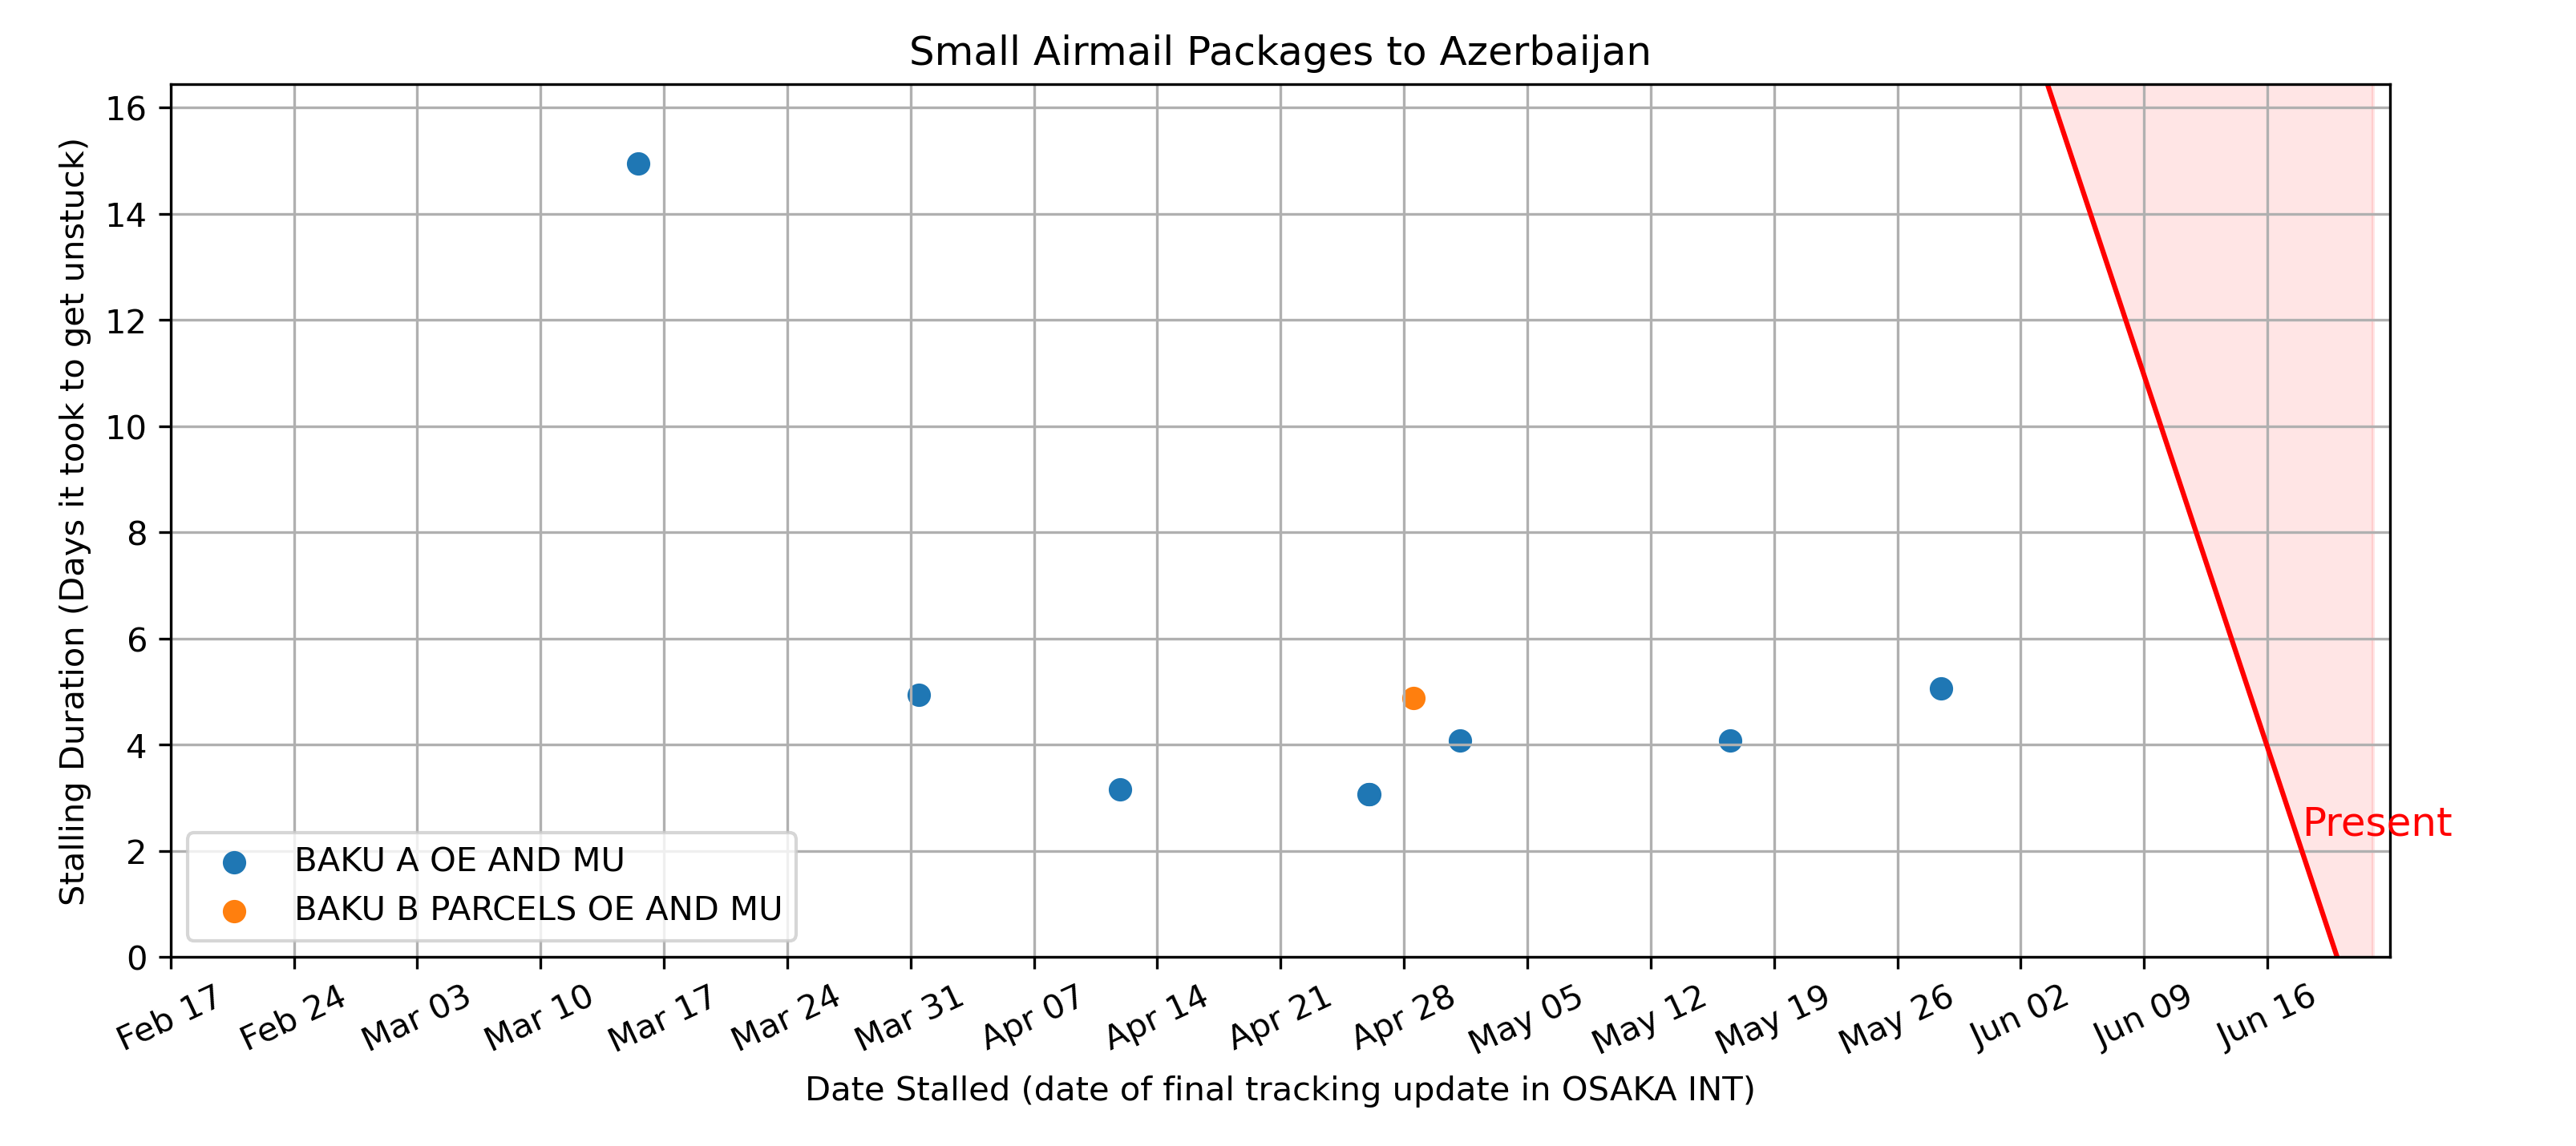 Small Airmail Packages to Azerbaijan
Stalling Duration (Days it took to get unstuck)
16
14
12
10
8
6
4
2
0
Present
BAKU A OE AND MU
BAKU B PARCELS OE AND MU
Feb 17
Feb 24
Mar 03
Mar 10
Mar 17
Mar 24
Mar 31
Apr 07
Apr 14
Apr 21
Apr 28
May 05
May 12
May 19
May 26
Jun 02
Jun 09
Jun 16
Date Stalled (date of final tracking update in OSAKA INT)